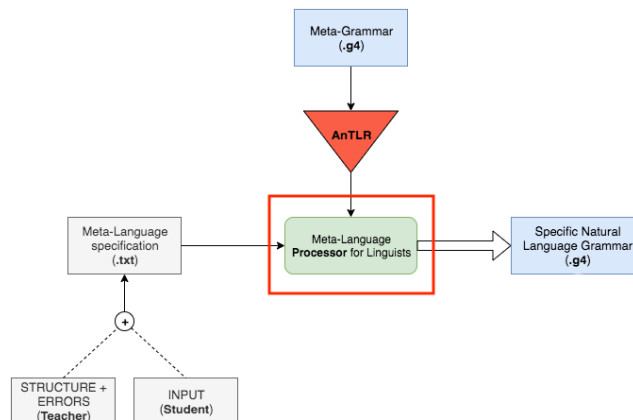 Meta-Grammar
(.g4)
AnTLR
Meta-Language
specification
(.txt)
Meta-Language
Processor for Linguists
Specific Natural
Language Grammar
(.g4)
+
STRUCTURE +
ERRORS
(Teacher)
INPUT
(Student)